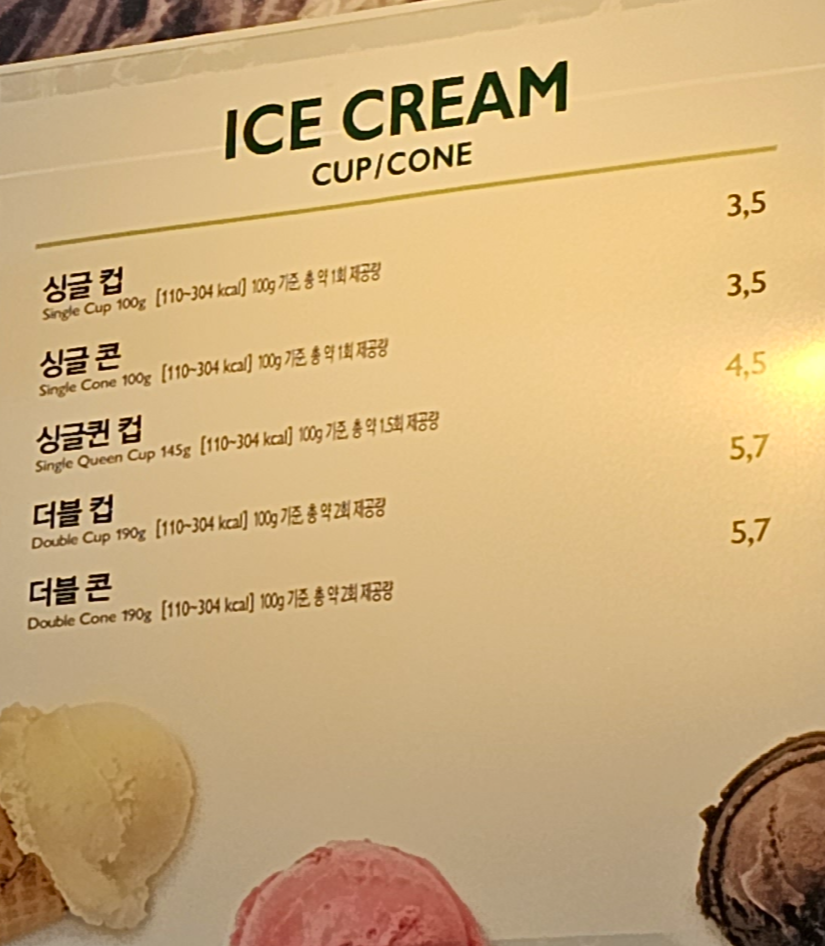 ICE CREAM
CUP/CONE
싱글 컵 3,5
Single Cup 100g [110~304 kcal] 100g 기준, 총 약 1회 제공량
싱글 콘 3,5
Single Cone 100g [110~304 kcal] 100g 기준, 총 약 1회 제공량
싱글퀸 컵 4,5
Single Queen Cup 145g [110~304 kcal] 100g 기준, 총 약 1.5회 제공량
더블 컵 5,7
Double Cup 190g [110~304 kcal] 100g 기준, 총 약 2회 제공량
더블 콘 5,7
Double Cone 190g [110~304 kcal] 100g 기준, 총 약 2회 제공량